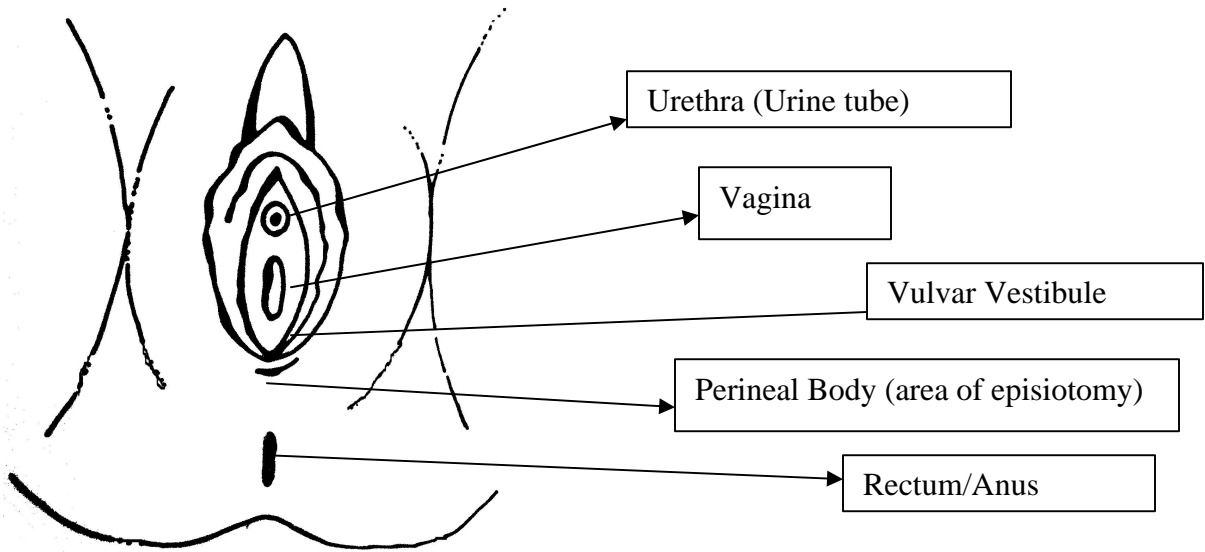 Urethra (Urine tube)
Vagina
Vulvar Vestibule
Perineal Body (area of episiotomy)
Rectum/Anus